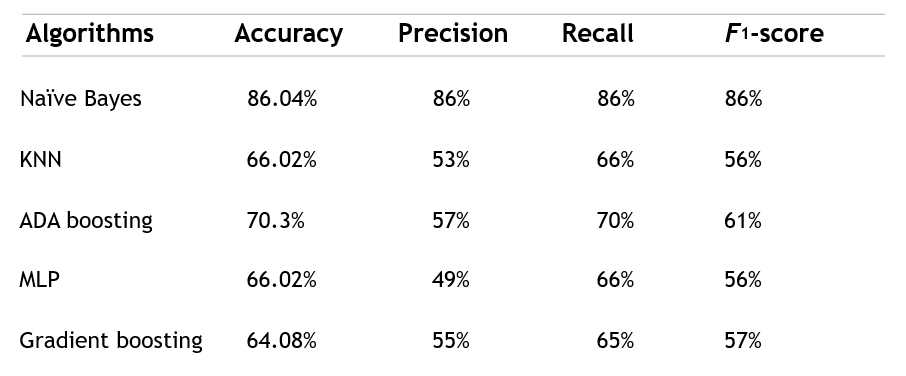 Algorithms Accuracy Precision Recall F1-score
Naïve Bayes 86.04% 86% 86% 86%
KNN 66.02% 53% 66% 56%
ADA boosting 70.3% 57% 70% 61%
MLP 66.02% 49% 66% 56%
Gradient boosting 64.08% 55% 65% 57%